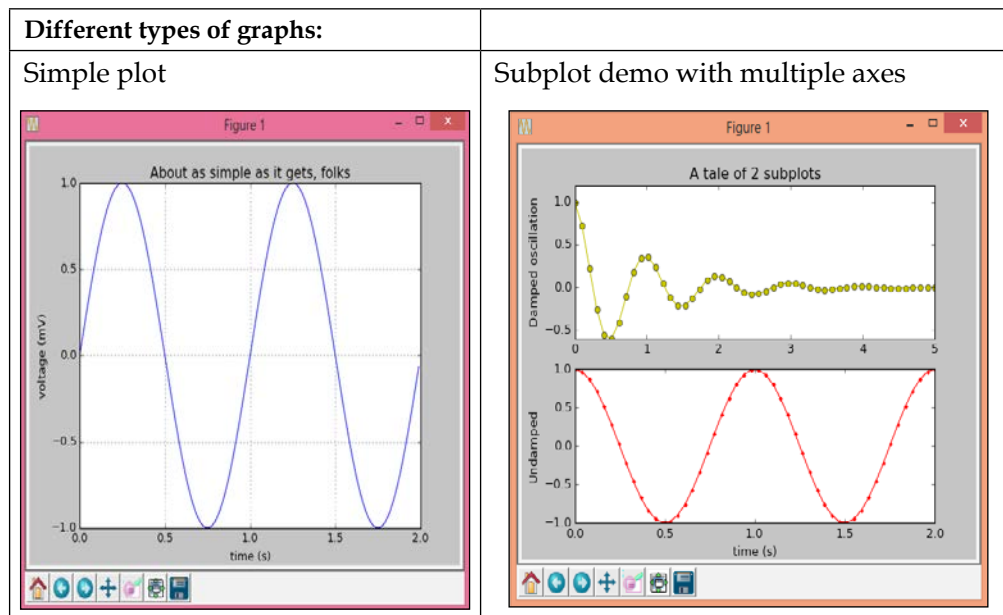 Different types of graphs:
Simple plot
Subplot demo with multiple axes
Figure 1
x
About as simple as it gets, folks
1.0
0.5
0.0
−0.5
−1.0
voltage (mV)
0.0 0.5 1.0 1.5 2.0
time (s)
Figure 1
x
A tale of 2 subplots
1.0
0.5
0.0
−0.5
Damped oscillation
0 1 2 3 4 5
1.0
0.5
0.0
−0.5
−1.0
Undamped
0.0 0.5 1.0 1.5 2.0
time (s)